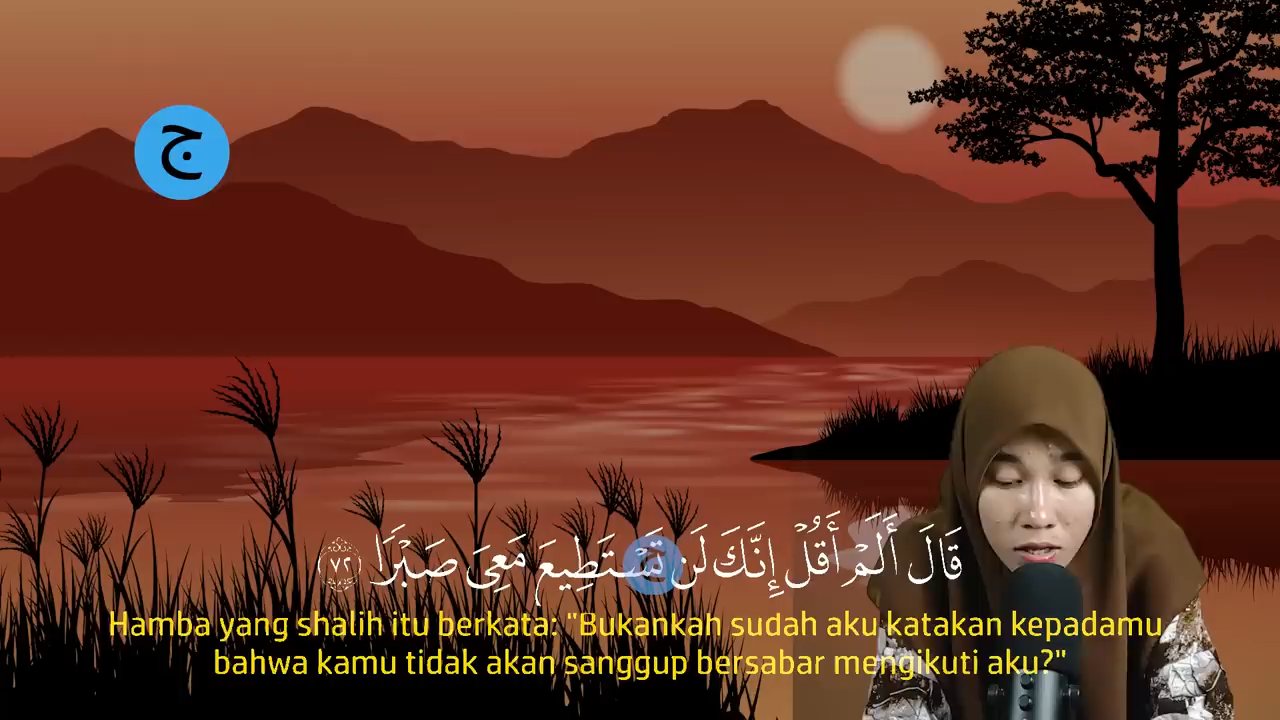 ج
قَالَ أَلَمْ أَقُلْ إِنَّكَ لَن تَسْتَطِيعَ مَعِىَ صَبْرًا ٧٢
Hamba yang shalih itu berkata: "Bukankah sudah aku katakan kepadamu
bahwa kamu tidak akan sanggup bersabar mengikuti aku?"